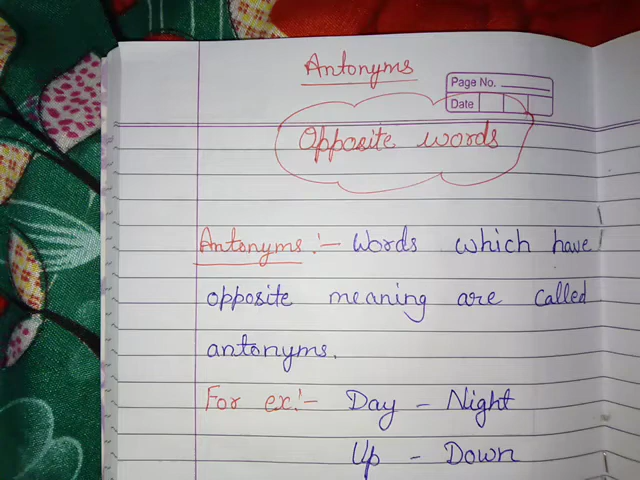 Antonyms
Page No.
Date
Opposite words
Antonyms :- Words which have
opposite meaning are called
antonyms.
For ex:- Day - Night
Up - Down